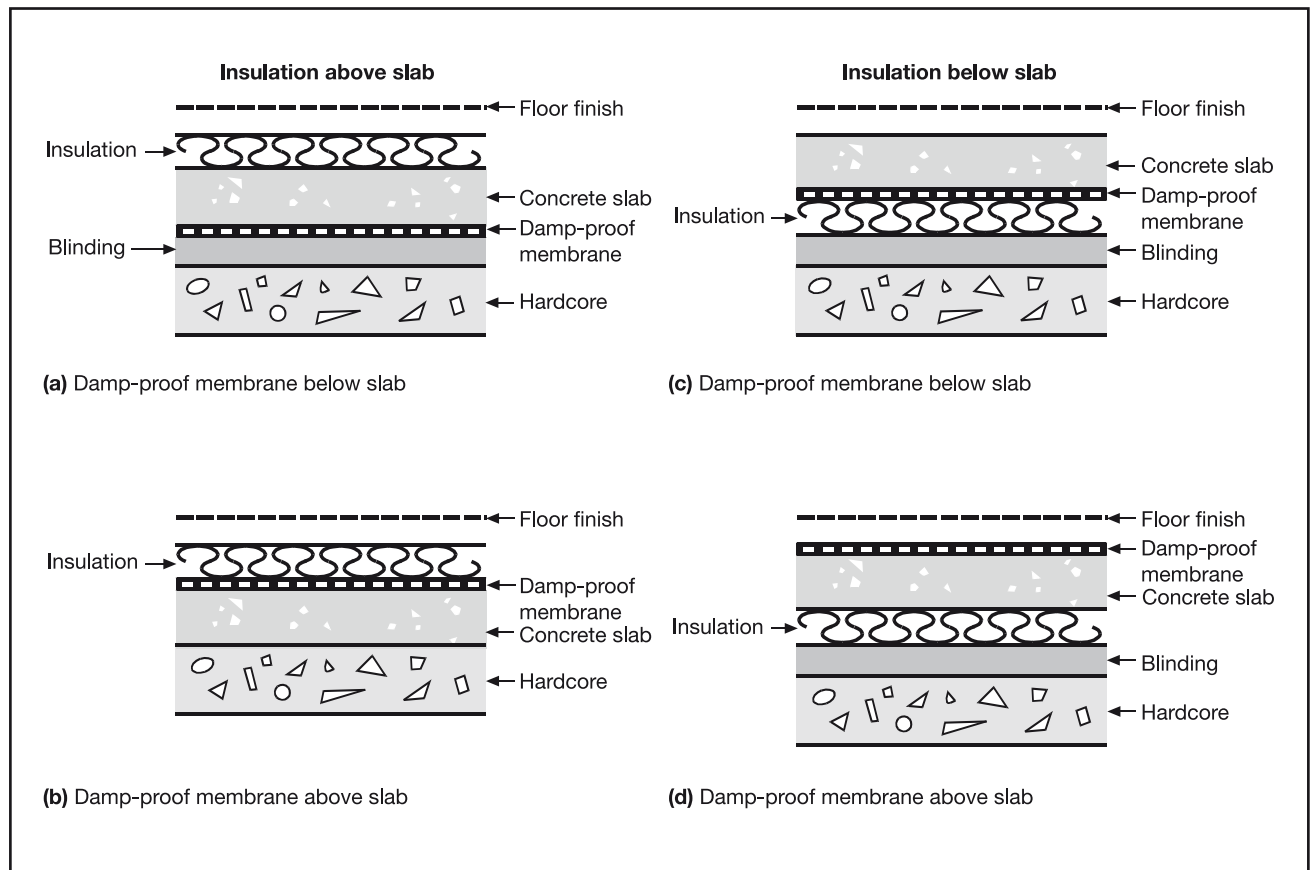 Insulation above slab
Floor finish
Insulation
Concrete slab
Damp-proof
membrane
Blinding
Hardcore
(a) Damp-proof membrane below slab
Insulation below slab
Floor finish
Concrete slab
Damp-proof
membrane
Insulation
Blinding
Hardcore
(c) Damp-proof membrane below slab
Floor finish
Insulation
Damp-proof
membrane
Concrete slab
Hardcore
(b) Damp-proof membrane above slab
Floor finish
Damp-proof
membrane
Concrete slab
Insulation
Blinding
Hardcore
(d) Damp-proof membrane above slab